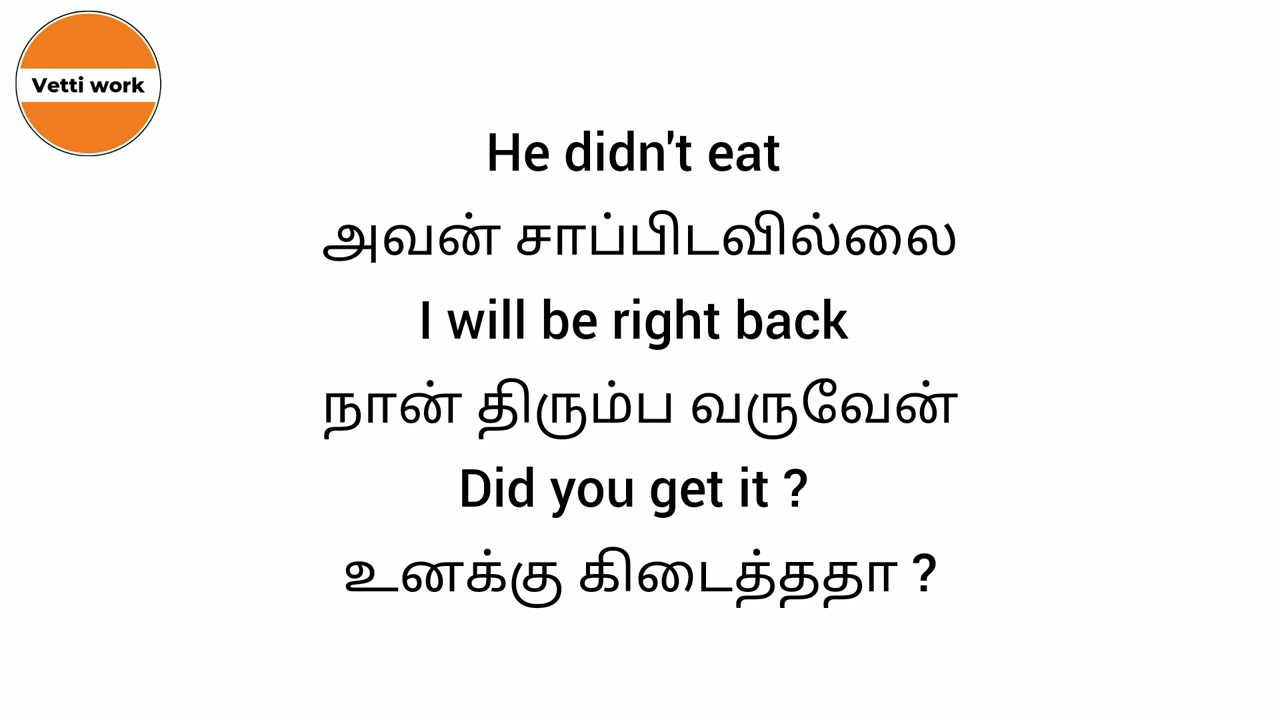 Vetti work
He didn't eat
அவன் சாப்பிடவில்லை
I will be right back
நான் திரும்ப வருவேன்
Did you get it ?
உனக்கு கிடைத்ததா ?